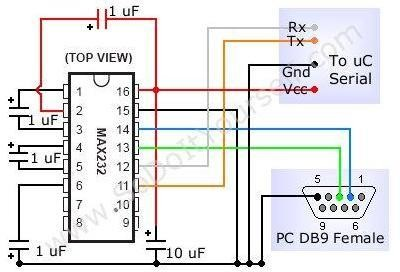 1 uF
(TOP VIEW)
Rx
Tx
Gnd
Vcc
To uC
Serial
1 uF
1 uF
1 uF
10 uF
1
2
3
4
5
6
7
8
MAX232
16
15
14
13
12
11
10
9
5
1
9
6
PC DB9 Female